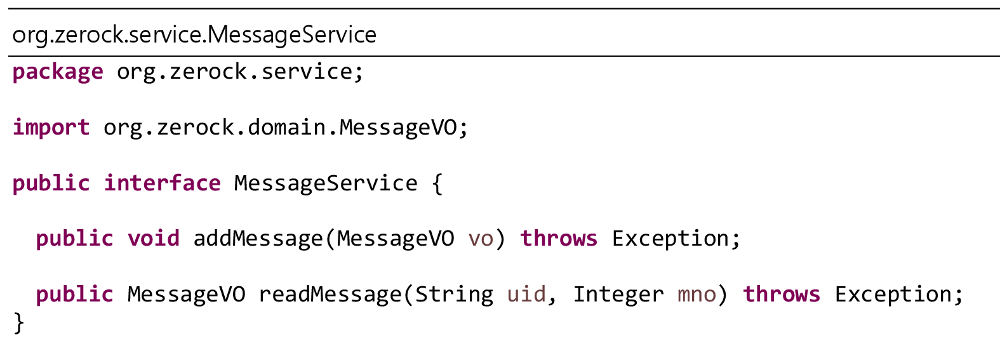 org.zerock.service.MessageService
package org.zerock.service;
import org.zerock.domain.MessageVO;
public interface MessageService {
public void addMessage(MessageVO vo) throws Exception;
public MessageVO readMessage(String uid, Integer mno) throws Exception;
}